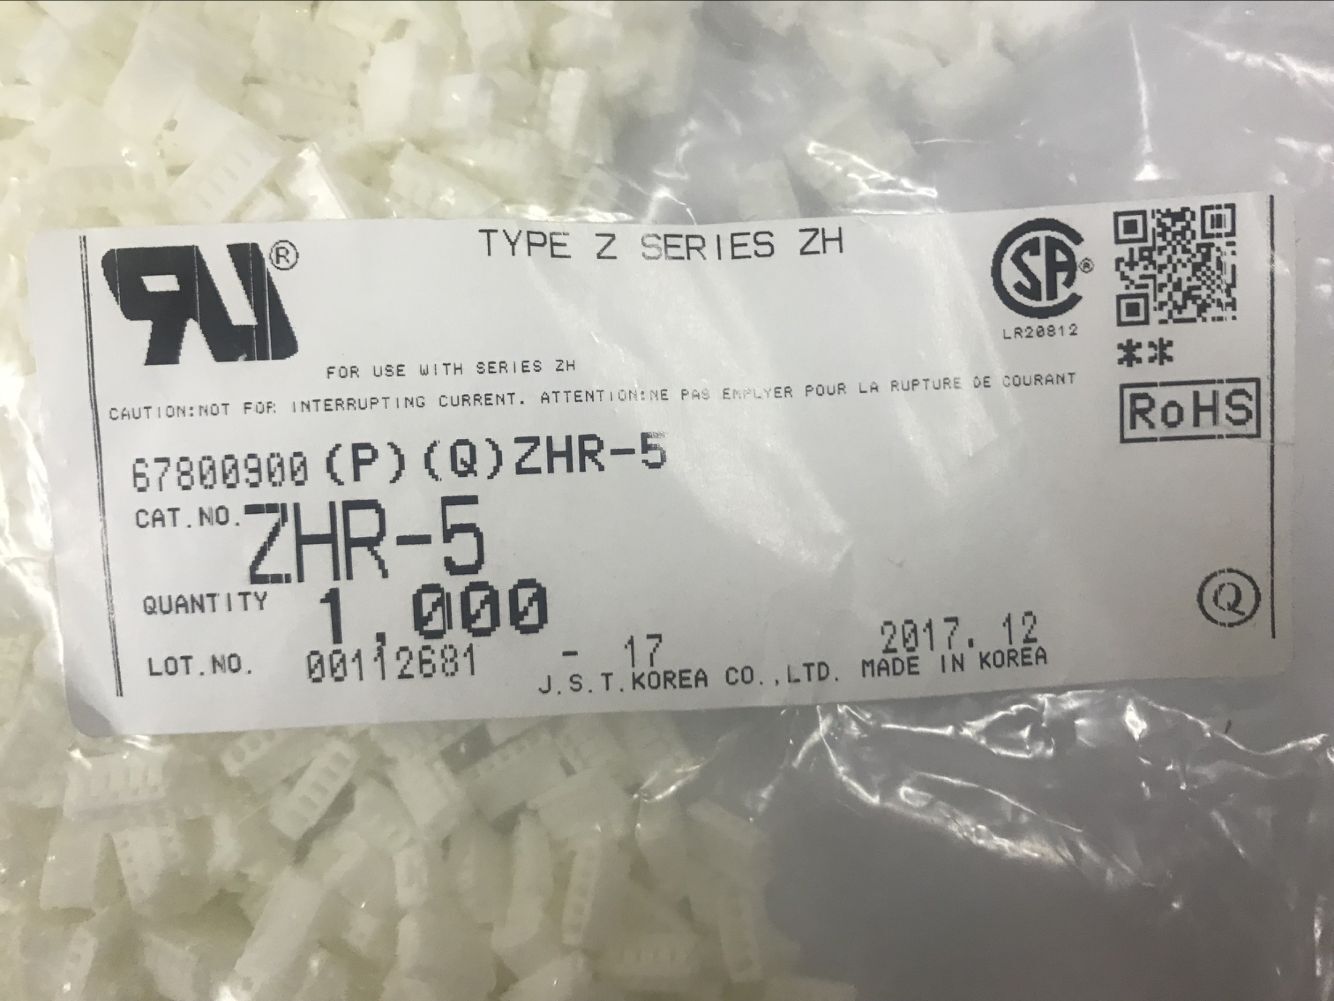 TYPE Z SERIES ZH
®
LR20812
**
FOR USE WITH SERIES ZH
CAUTION:NOT FOR INTERRUPTING CURRENT. ATTENTION:NE PAS EMPLYER POUR LA RUPTURE DE COURANT
RoHS
67800900(P)(Q)ZHR-5
CAT.NO.ZHR-5
QUANTITY 1,000
Q
LOT.NO. 00112681 - 17 2017.12
J.S.T.KOREA CO.,LTD. MADE IN KOREA